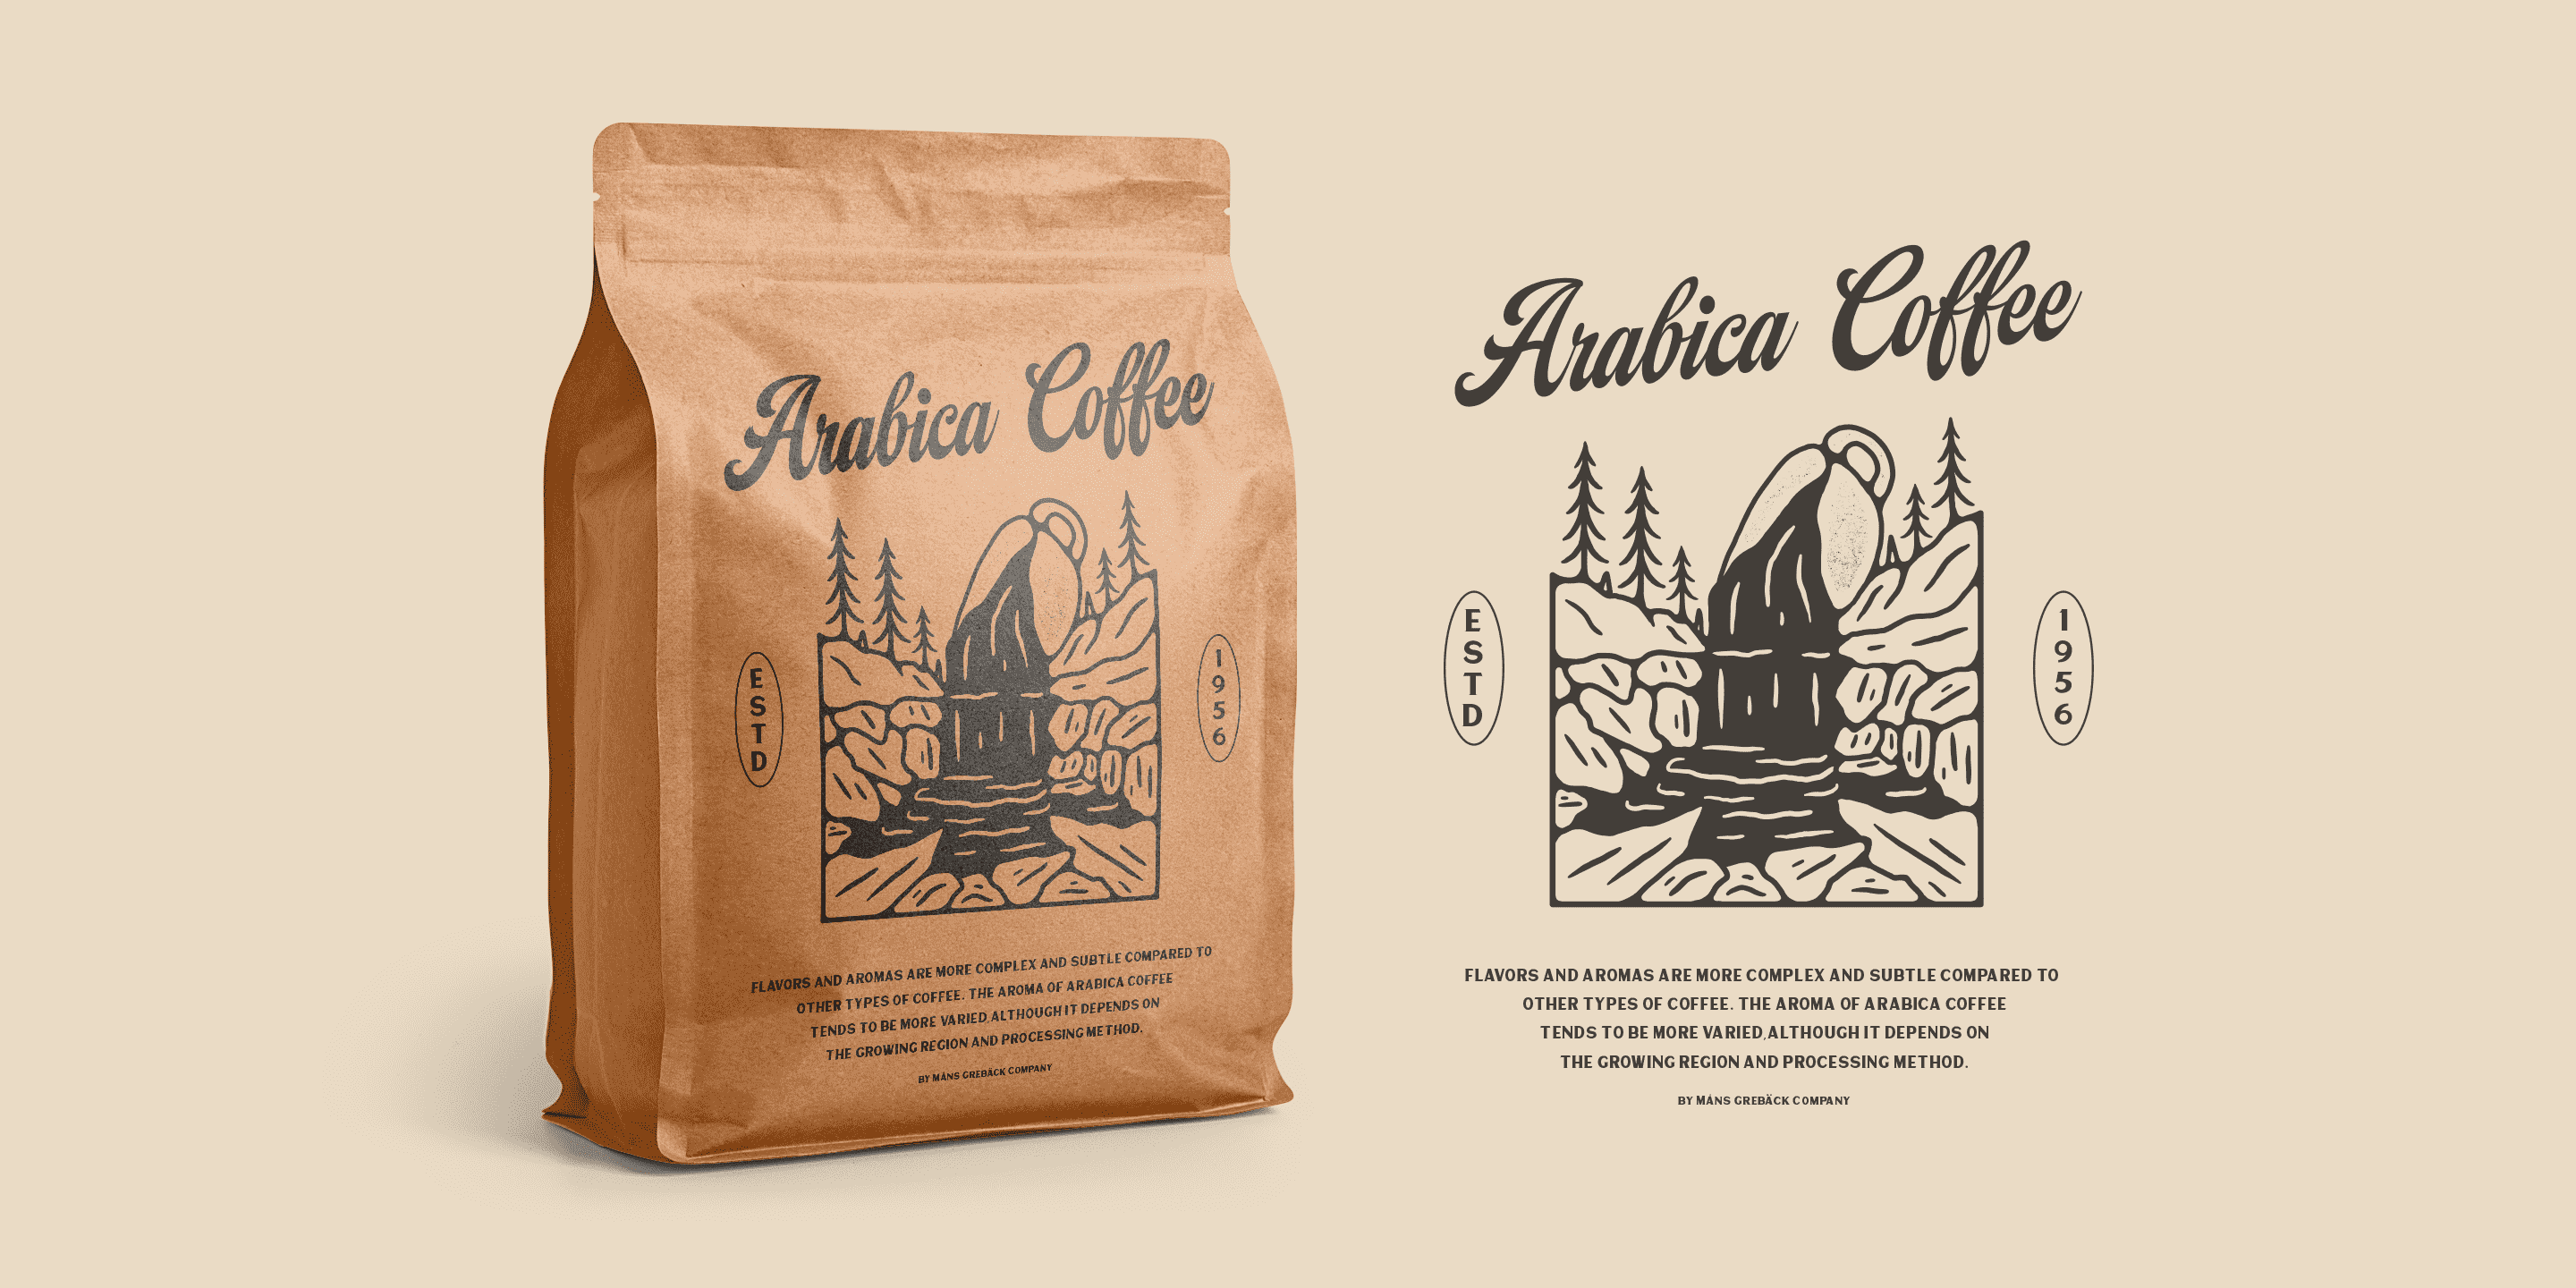 Arabica Coffee
ESTD
1956
FLAVORS AND AROMAS ARE MORE COMPLEX AND SUBTLE COMPARED TO
OTHER TYPES OF COFFEE. THE AROMA OF ARABICA COFFEE
TENDS TO BE MORE VARIED,ALTHOUGH IT DEPENDS ON
THE GROWING REGION AND PROCESSING METHOD.
BY MÅNS GREBÄCK COMPANY
Arabica Coffee
ESTD
1956
FLAVORS AND AROMAS ARE MORE COMPLEX AND SUBTLE COMPARED TO
OTHER TYPES OF COFFEE. THE AROMA OF ARABICA COFFEE
TENDS TO BE MORE VARIED,ALTHOUGH IT DEPENDS ON
THE GROWING REGION AND PROCESSING METHOD.
BY MÅNS GREBÄCK COMPANY